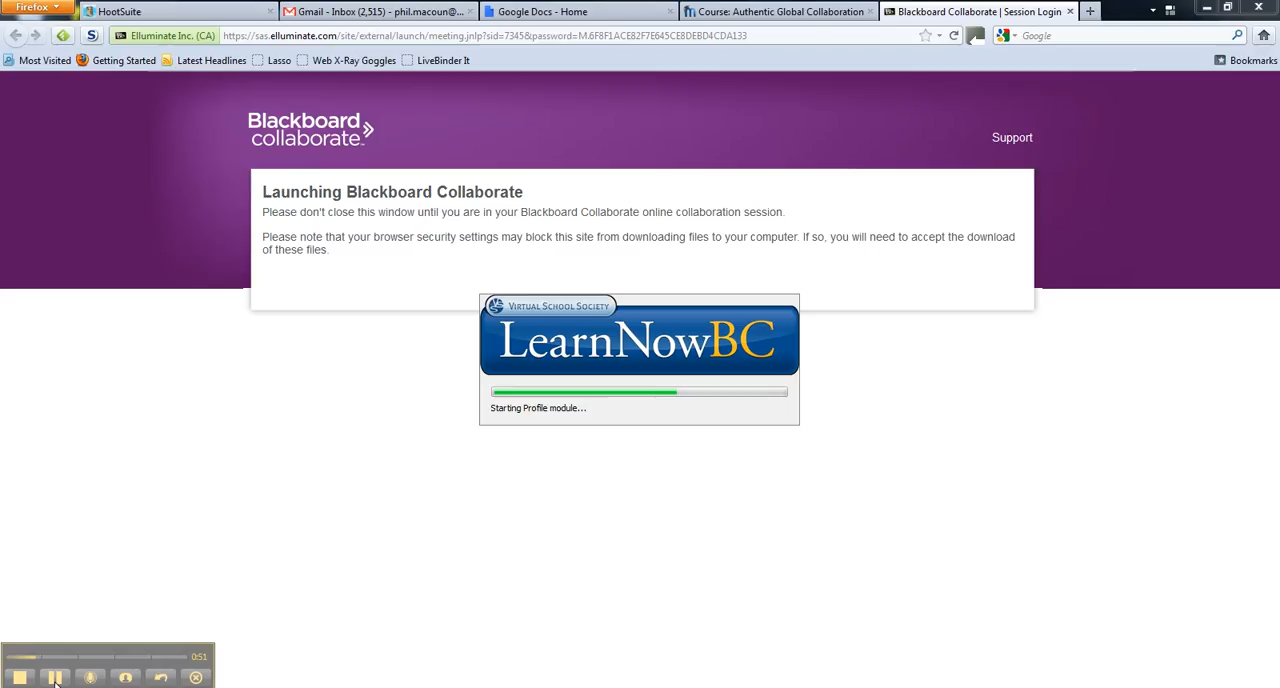 Firefox
HootSuite
Gmail - Inbox (2,515) - phil.macoun@...
Google Docs - Home
Course: Authentic Global Collaboration
Bb Blackboard Collaborate | Session Login
Bb Elluminate Inc. (CA)
https://sas.elluminate.com/site/external/launch/meeting.jnlp?sid=7345&password=M.6F8F1ACE82F7E645CE8DEBD4CDA133
Google
Most Visited
Getting Started
Latest Headlines
Lasso
Web X-Ray Goggles
LiveBinder It
Bookmarks
Blackboard
collaborate™
Support
Launching Blackboard Collaborate
Please don't close this window until you are in your Blackboard Collaborate online collaboration session.
Please note that your browser security settings may block this site from downloading files to your computer. If so, you will need to accept the download
of these files.
VIRTUAL SCHOOL SOCIETY
LearnNowBC
Starting Profile module...
0:51